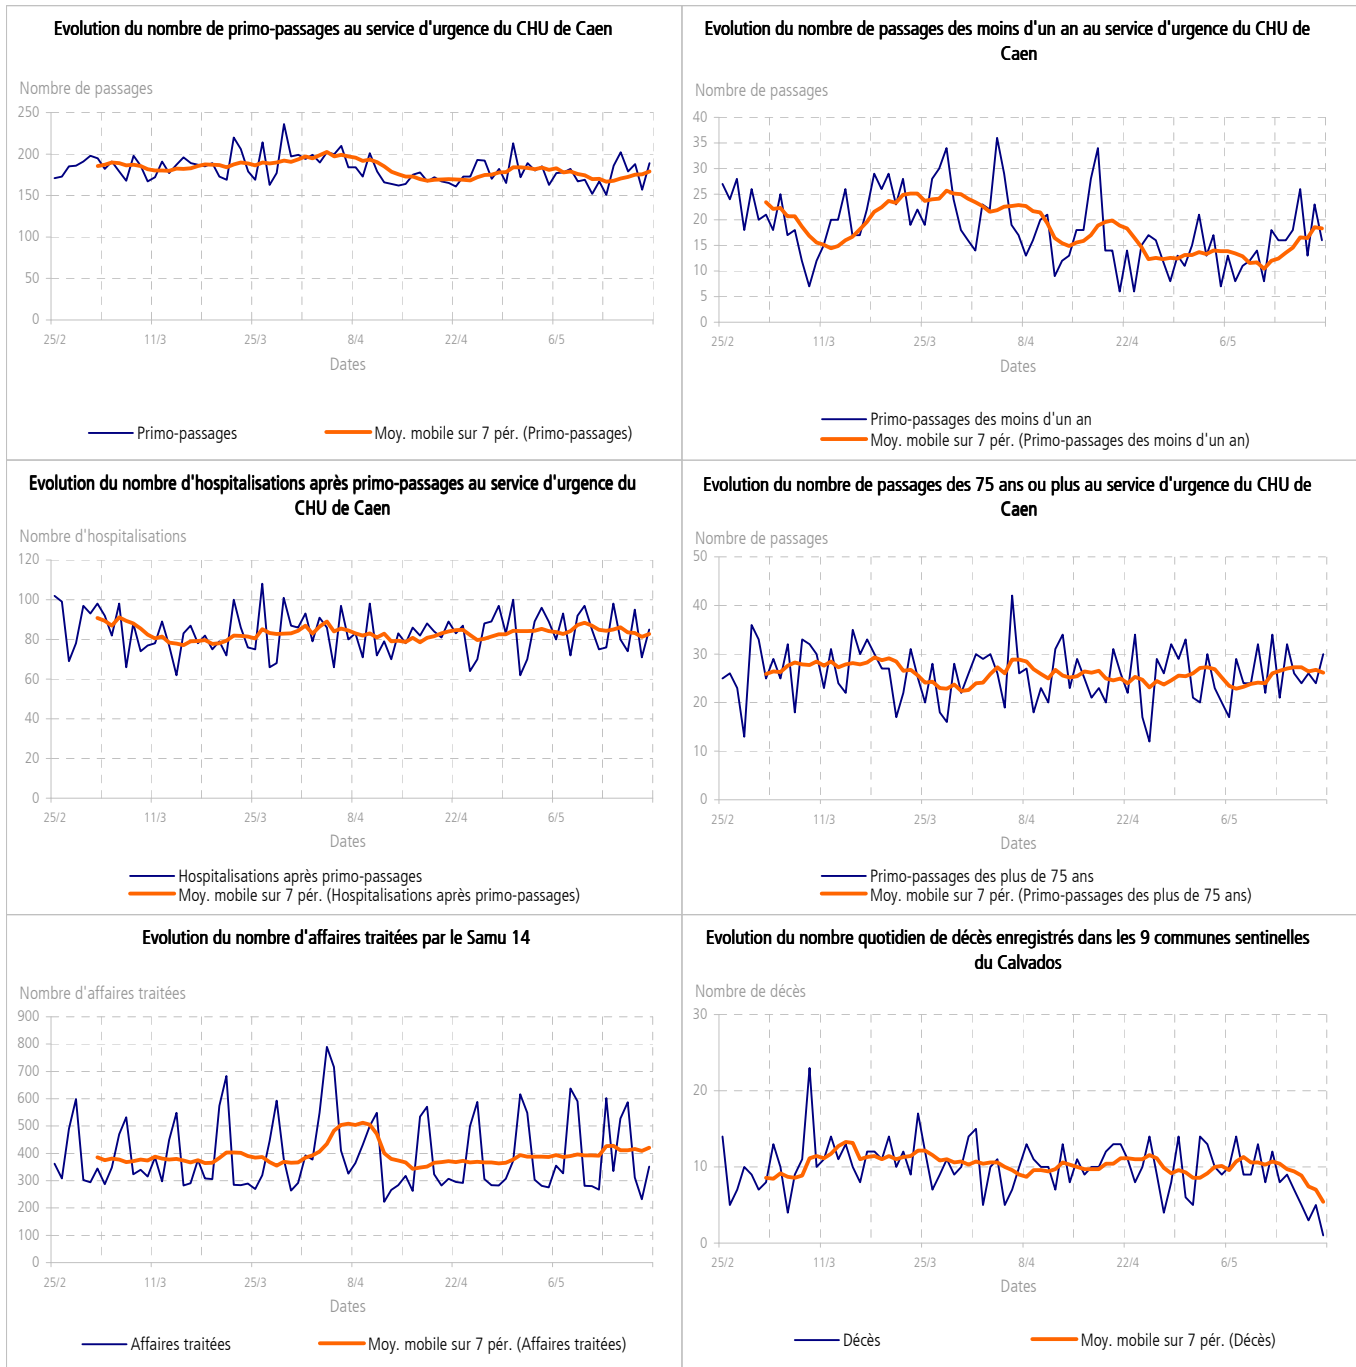 Evolution du nombre de primo-passages au service d'urgence du CHU de Caen
Nombre de passages
250
200
150
100
50
0
25/2
11/3
25/3
8/4
22/4
6/5
Dates
Primo-passages
Moy. mobile sur 7 pér. (Primo-passages)
Evolution du nombre de passages des moins d'un an au service d'urgence du CHU de
Caen
Nombre de passages
40
35
30
25
20
15
10
5
0
25/2
11/3
25/3
8/4
22/4
6/5
Dates
Primo-passages des moins d'un an
Moy. mobile sur 7 pér. (Primo-passages des moins d'un an)
Evolution du nombre d'hospitalisations après primo-passages au service d'urgence du
CHU de Caen
Nombre d'hospitalisations
120
100
80
60
40
20
0
25/2
11/3
25/3
8/4
22/4
6/5
Dates
Hospitalisations après primo-passages
Moy. mobile sur 7 pér. (Hospitalisations après primo-passages)
Evolution du nombre de passages des 75 ans ou plus au service d'urgence du CHU de
Caen
Nombre de passages
50
40
30
20
10
0
25/2
11/3
25/3
8/4
22/4
6/5
Dates
Primo-passages des plus de 75 ans
Moy. mobile sur 7 pér. (Primo-passages des plus de 75 ans)
Evolution du nombre d'affaires traitées par le Samu 14
Nombre d'affaires traitées
900
800
700
600
500
400
300
200
100
0
25/2
11/3
25/3
8/4
22/4
6/5
Dates
Affaires traitées
Moy. mobile sur 7 pér. (Affaires traitées)
Evolution du nombre quotidien de décès enregistrés dans les 9 communes sentinelles
du Calvados
Nombre de décès
30
20
10
0
25/2
11/3
25/3
8/4
22/4
6/5
Dates
Décès
Moy. mobile sur 7 pér. (Décès)